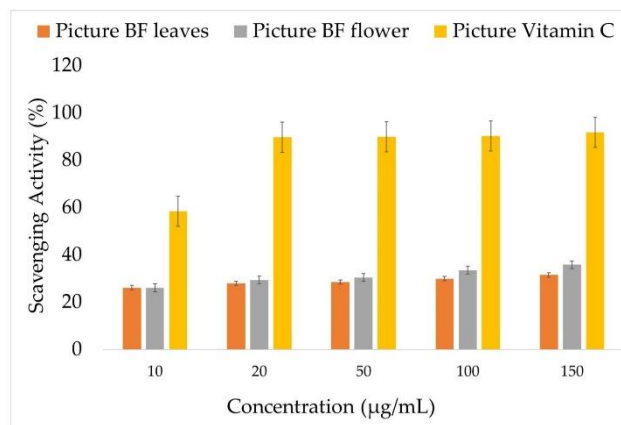 Picture BF leaves Picture BF flower Picture Vitamin C
120
100
80
60
40
20
0
Scavenging Activity (%)
10 20 50 100 150
Concentration (µg/mL)